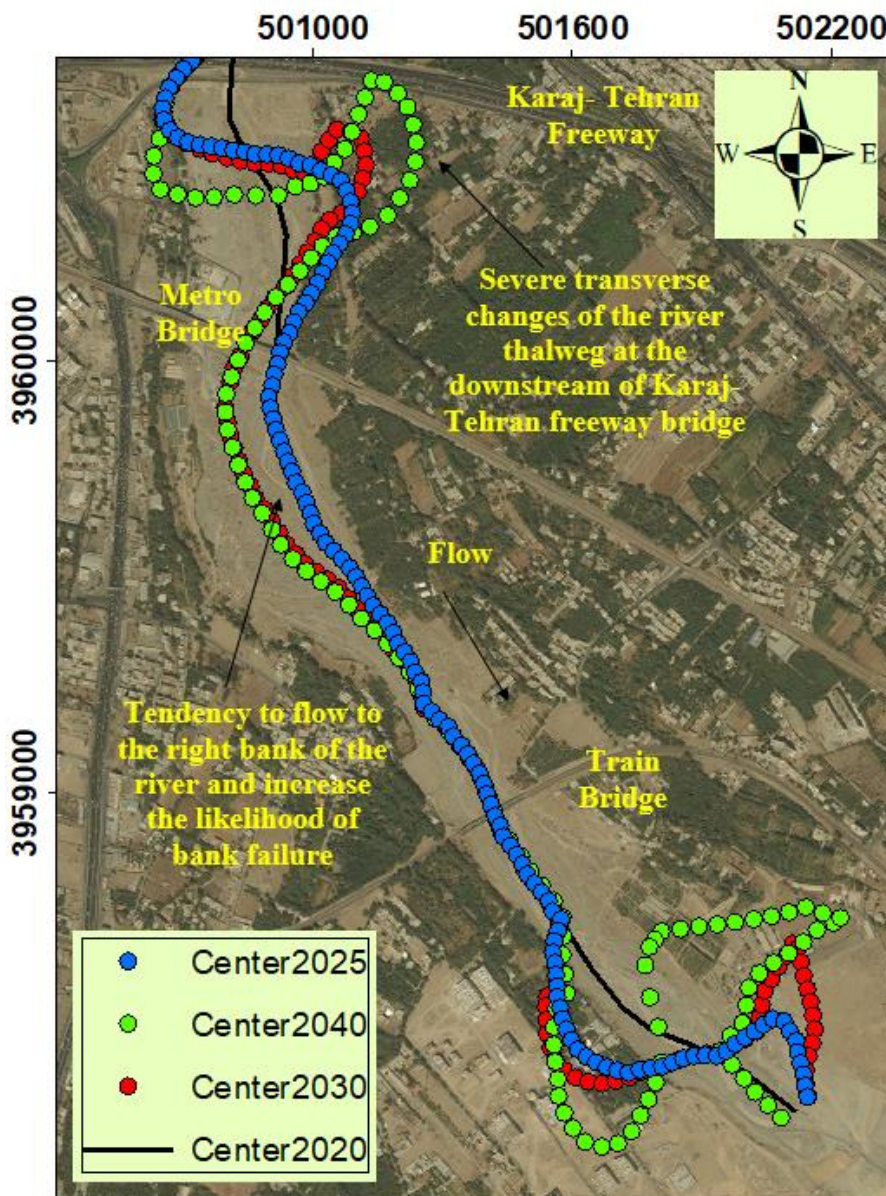 501000 501600 502200
Karaj- Tehran
Freeway
N
W E
S
Metro
Bridge
Severe transverse
changes of the river
thalweg at the
downstream of Karaj-
Tehran freeway bridge
3960000
Flow
Tendency to flow to
the right bank of the
river and increase
the likelihood of
bank failure
Train
Bridge
3959000
Center2025
Center2040
Center2030
Center2020